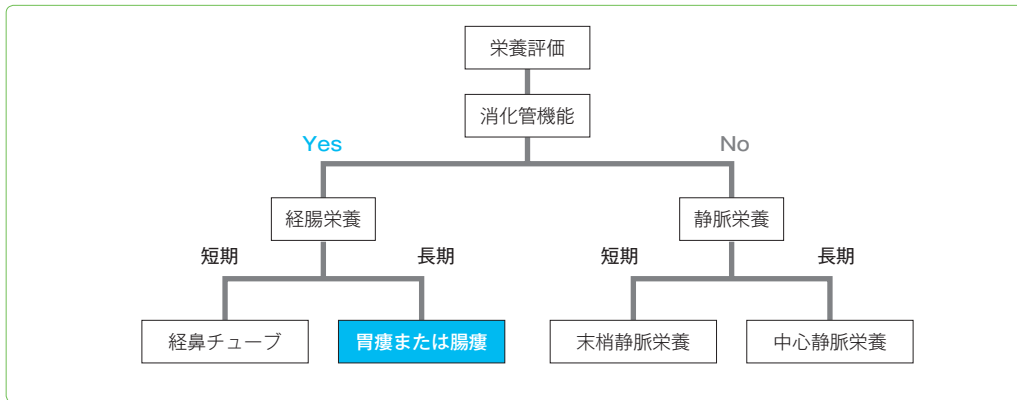 栄養評価
消化管機能
Yes
No
経腸栄養
静脈栄養
短期
長期
短期
長期
経鼻チューブ
胃瘻または腸瘻
末梢静脈栄養
中心静脈栄養